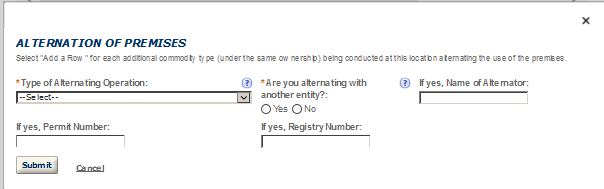 ×
ALTERNATION OF PREMISES
Select "Add a Row " for each additional commodity type (under the same ow nership) being conducted at this location alternating the use of the premises.
*Type of Alternating Operation: ?
--Select--
*Are you alternating with another entity?: ?
Yes No
If yes, Name of Alternator:
If yes, Permit Number:
If yes, Registry Number:
Submit Cancel